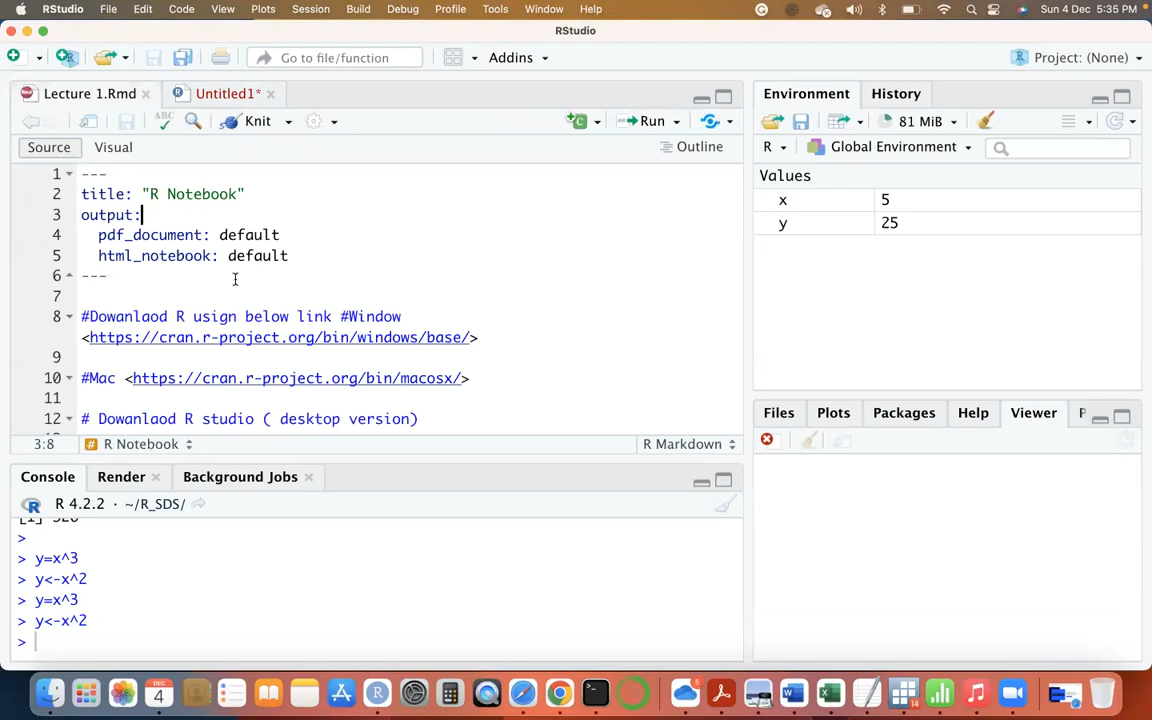 RStudio File Edit Code View Plots Session Build Debug Profile Tools Window Help Sun 4 Dec 5:35 PM
RStudio
Go to file/function Addins Project: (None)
Lecture 1.Rmd Untitled1*
ABC Knit Run
Source Visual Outline
1 ---
2 title: "R Notebook"
3 output:
4 pdf_document: default
5 html_notebook: default
6 ---
7
8 #Dowanlaod R usign below link #Window
<https://cran.r-project.org/bin/windows/base/>
9
10 #Mac <https://cran.r-project.org/bin/macosx/>
11
12 # Dowanlaod R studio ( desktop version)
3:8 # R Notebook R Markdown
Console Render Background Jobs
R 4.2.2 · ~/R_SDS/
>
> y=x^3
> y<-x^2
> y=x^3
> y<-x^2
>
Environment History
81 MiB
R Global Environment
Values
x 5
y 25
Files Plots Packages Help Viewer P
DEC
4